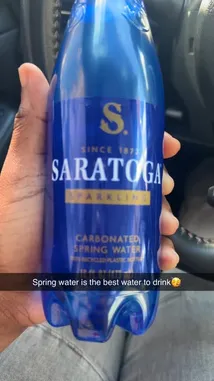 S.
SINCE 1872
SARATOGA
SPARKLING
CARBONATED
SPRING WATER
Spring water is the best water to drink😋